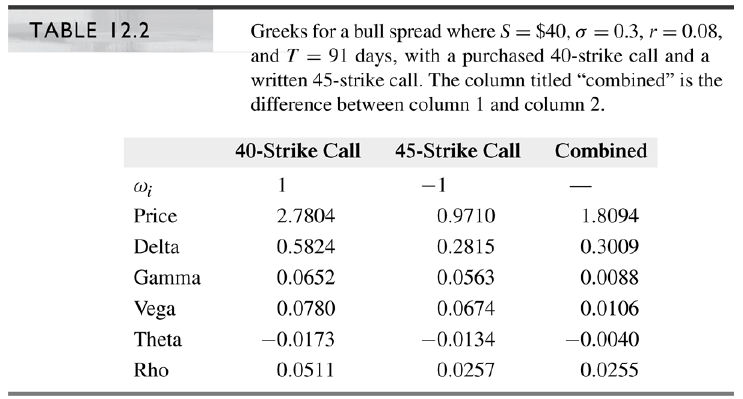 TABLE 12.2
Greeks for a bull spread where S = $40, σ = 0.3, r = 0.08,
and T = 91 days, with a purchased 40-strike call and a
written 45-strike call. The column titled “combined” is the
difference between column 1 and column 2.
40-Strike Call 45-Strike Call Combined
ωi 1 −1 —
Price 2.7804 0.9710 1.8094
Delta 0.5824 0.2815 0.3009
Gamma 0.0652 0.0563 0.0088
Vega 0.0780 0.0674 0.0106
Theta −0.0173 −0.0134 −0.0040
Rho 0.0511 0.0257 0.0255